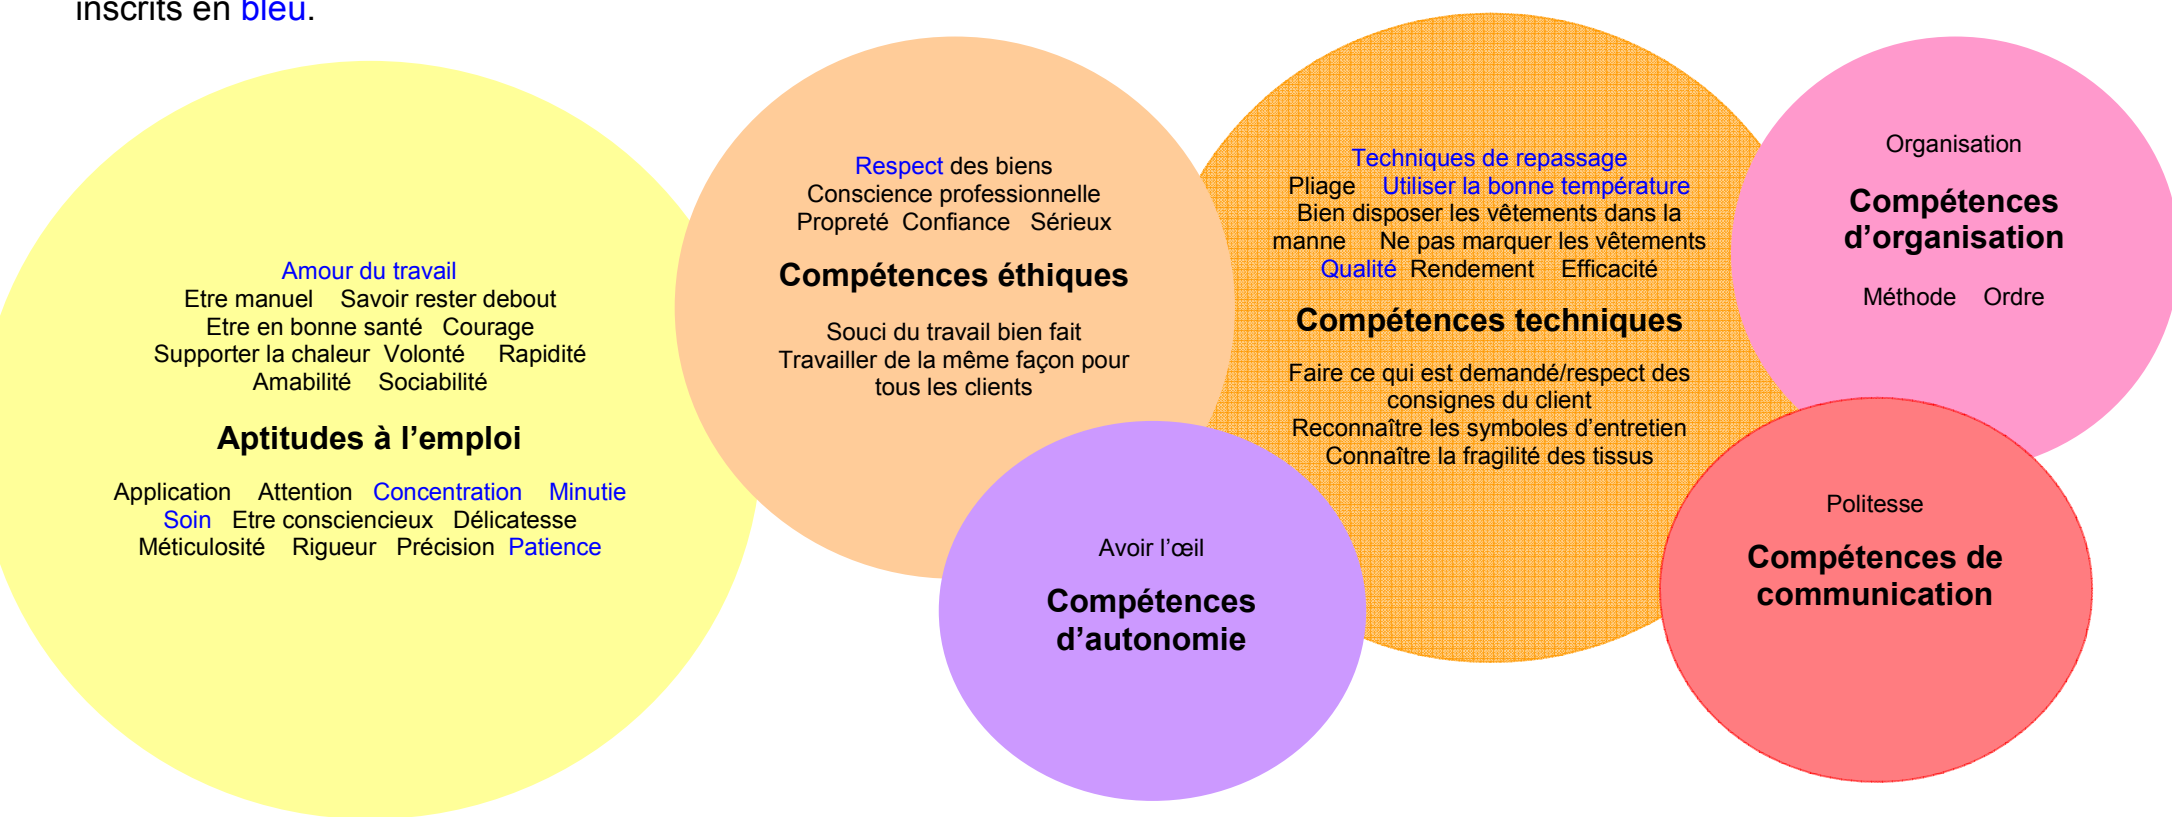 inscrits en bleu.
Amour du travail
Etre manuel Savoir rester debout
Etre en bonne santé Courage
Supporter la chaleur Volonté Rapidité
Amabilité Sociabilité
Aptitudes à l’emploi
Application Attention Concentration Minutie
Soin Etre consciencieux Délicatesse
Méticulosité Rigueur Précision Patience
Respect des biens
Conscience professionnelle
Propreté Confiance Sérieux
Compétences éthiques
Souci du travail bien fait
Travailler de la même façon pour
tous les clients
Avoir l’œil
Compétences
d’autonomie
Techniques de repassage
Pliage Utiliser la bonne température
Bien disposer les vêtements dans la
manne Ne pas marquer les vêtements
Qualité Rendement Efficacité
Compétences techniques
Faire ce qui est demandé/respect des
consignes du client
Reconnaître les symboles d’entretien
Connaître la fragilité des tissus
Organisation
Compétences
d’organisation
Méthode Ordre
Politesse
Compétences de
communication